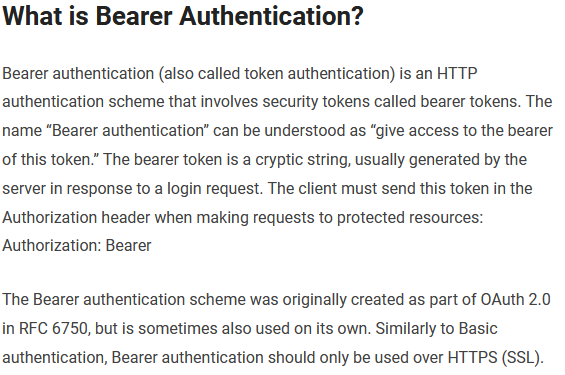 What is Bearer Authentication?
Bearer authentication (also called token authentication) is an HTTP
authentication scheme that involves security tokens called bearer tokens. The
name “Bearer authentication” can be understood as “give access to the bearer
of this token.” The bearer token is a cryptic string, usually generated by the
server in response to a login request. The client must send this token in the
Authorization header when making requests to protected resources:
Authorization: Bearer
The Bearer authentication scheme was originally created as part of OAuth 2.0
in RFC 6750, but is sometimes also used on its own. Similarly to Basic
authentication, Bearer authentication should only be used over HTTPS (SSL).